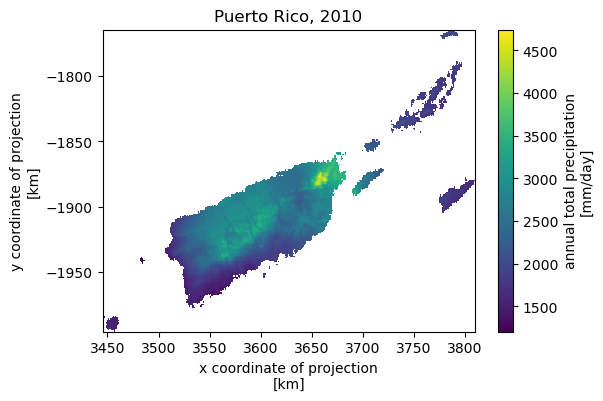 Puerto Rico, 2010
−1800
−1850
−1900
−1950
y coordinate of projection
[km]
3450 3500 3550 3600 3650 3700 3750 3800
x coordinate of projection
[km]
4500
4000
3500
3000
2500
2000
1500
annual total precipitation
[mm/day]